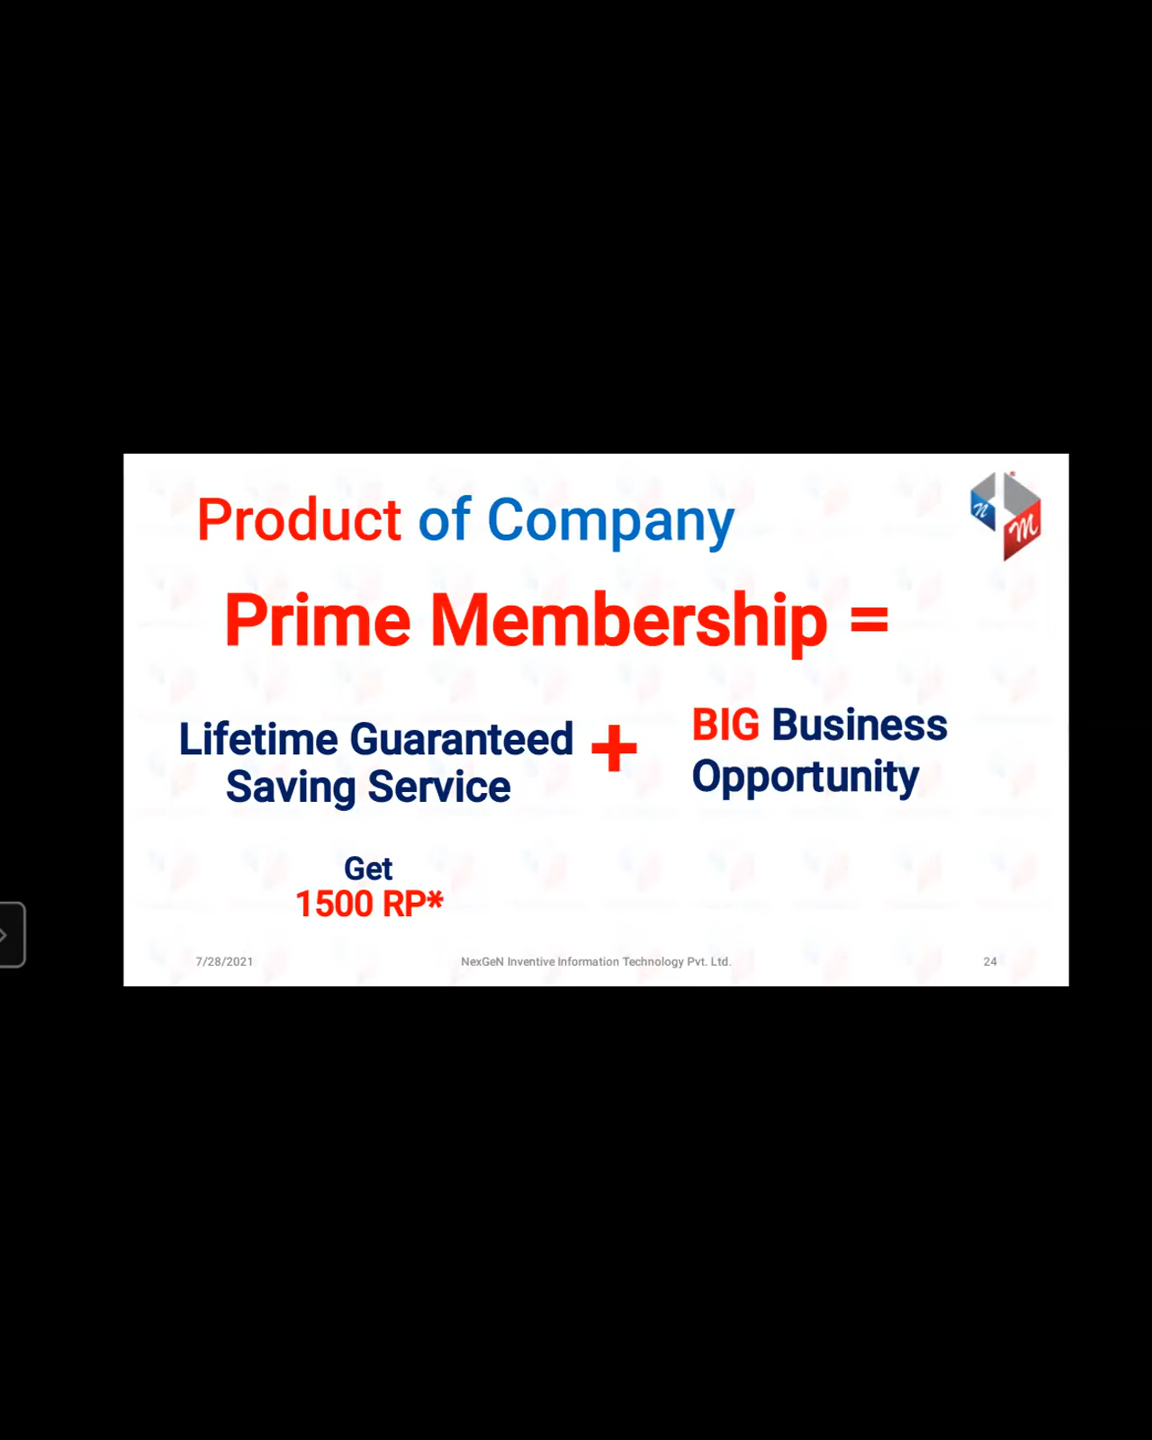 Product of Company
Prime Membership =
Lifetime Guaranteed
Saving Service
+
BIG Business
Opportunity
Get
1500 RP*
7/28/2021
NexGeN Inventive Information Technology Pvt. Ltd.
24
n
m